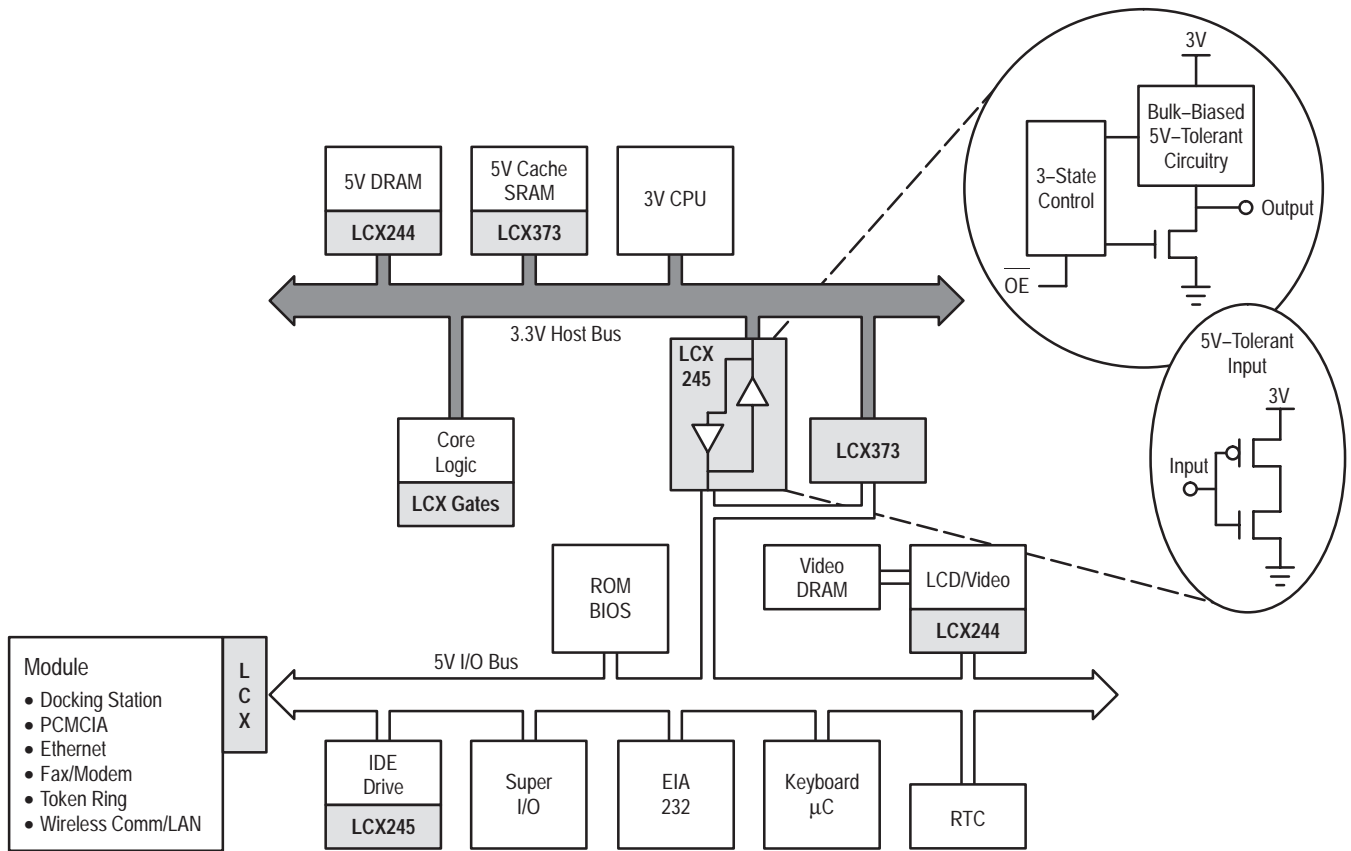 3V
Bulk–Biased
5V–Tolerant
Circuitry
3–State
Control
Output
OE
5V DRAM
LCX244
5V Cache
SRAM
LCX373
3V CPU
3.3V Host Bus
LCX
245
5V–Tolerant
Input
3V
Input
Core
Logic
LCX Gates
LCX373
ROM
BIOS
Video
DRAM
LCD/Video
LCX244
Module
• Docking Station
• PCMCIA
• Ethernet
• Fax/Modem
• Token Ring
• Wireless Comm/LAN
L
C
X
5V I/O Bus
IDE
Drive
LCX245
Super
I/O
EIA
232
Keyboard
µC
RTC